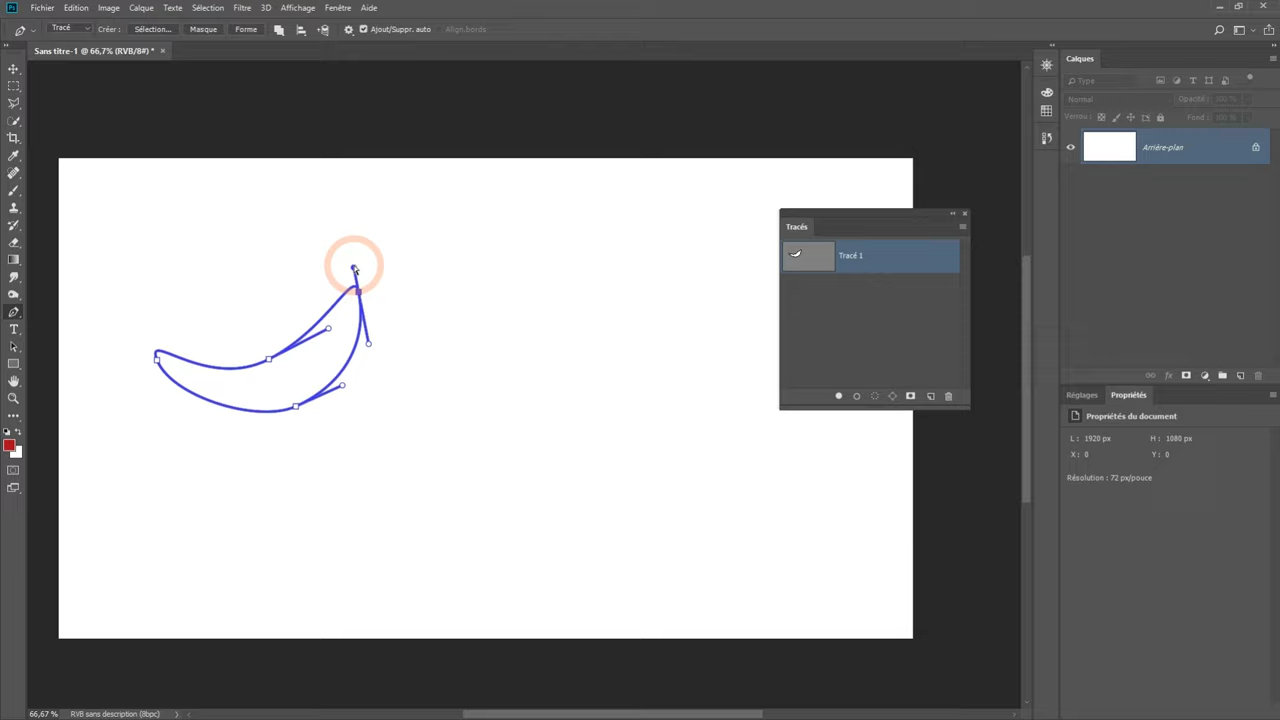 Ps Fichier Edition Image Calque Texte Sélection Filtre 3D Affichage Fenêtre Aide
Tracé Créer : Sélection... Masque Forme Ajout/Suppr. auto Align.bords
Sans titre-1 @ 66,7% (RVB/8#) * ×
Calques
Type
Normal Opacité : 100 %
Verrou : Fond : 100 %
Arrière-plan
Tracés
Tracé 1
Réglages Propriétés
Propriétés du document
L : 1920 px H : 1080 px
X : 0 Y : 0
Résolution : 72 px/pouce
66,67 % RVB sans description (8bpc)